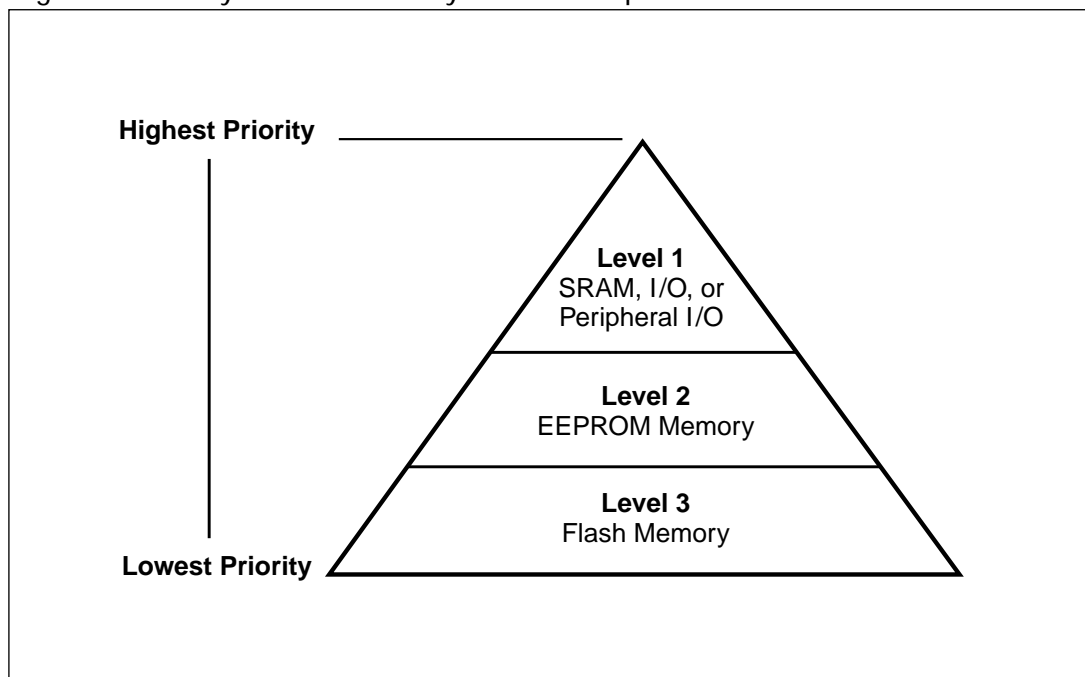 Highest Priority
Level 1
SRAM, I/O, or
Peripheral I/O
Level 2
EEPROM Memory
Level 3
Flash Memory
Lowest Priority